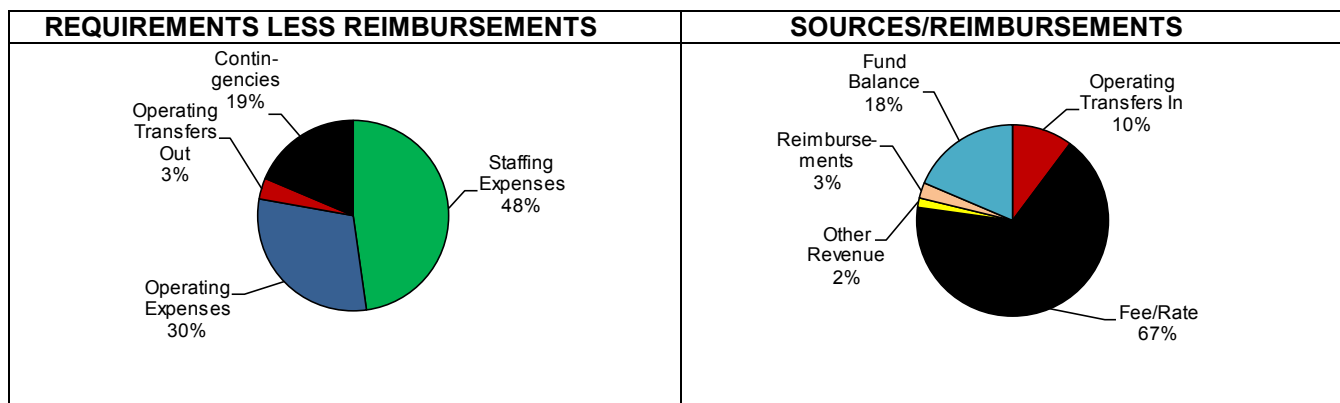 REQUIREMENTS LESS REIMBURSEMENTS
Contin-
gencies
19%
Operating
Transfers
Out
3%
Staffing
Expenses
48%
Operating
Expenses
30%
SOURCES/REIMBURSEMENTS
Fund
Balance
18%
Operating
Transfers In
10%
Reimburse-
ments
3%
Other
Revenue
2%
Fee/Rate
67%